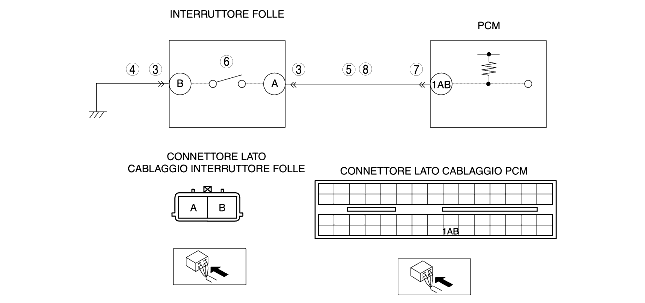 INTERRUTTORE FOLLE
PCM
4 3 6 3 5 8 7
B A 1AB
CONNETTORE LATO
CABLAGGIO INTERRUTTORE FOLLE
CONNETTORE LATO CABLAGGIO PCM
A B
1AB